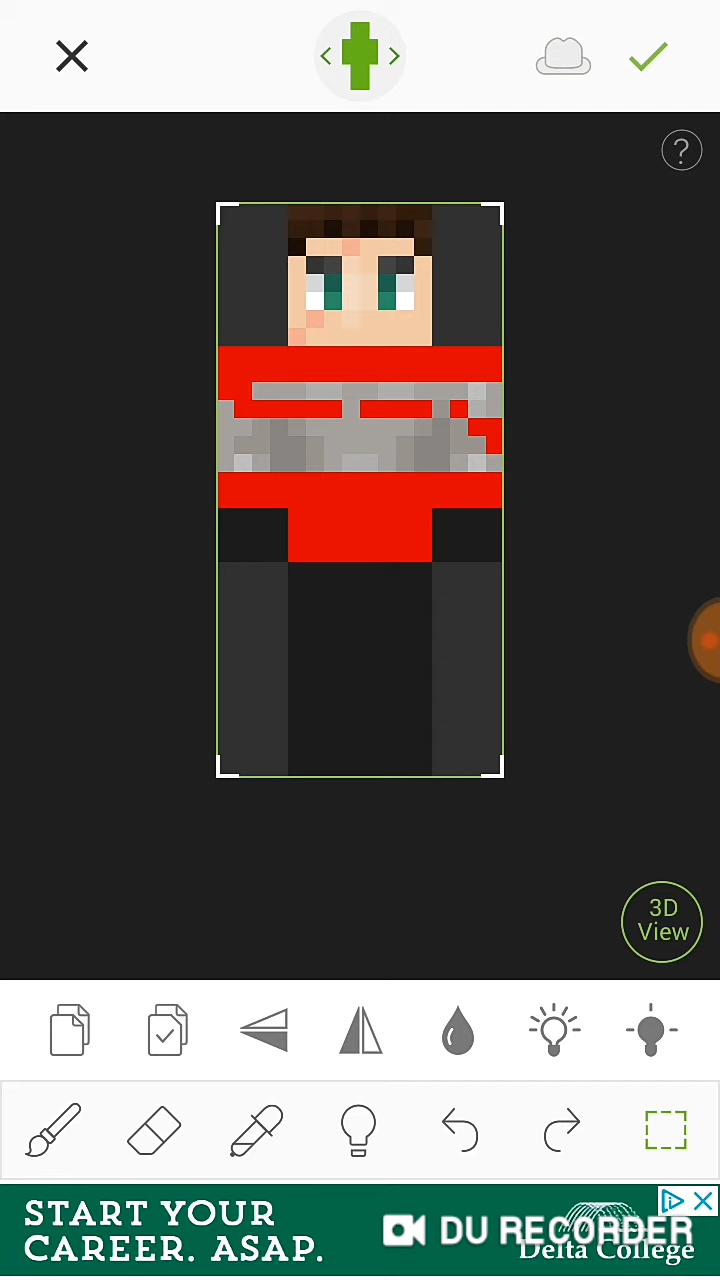 ?
3D
View
START YOUR
CAREER. ASAP.
DU RECORDER
Delta College